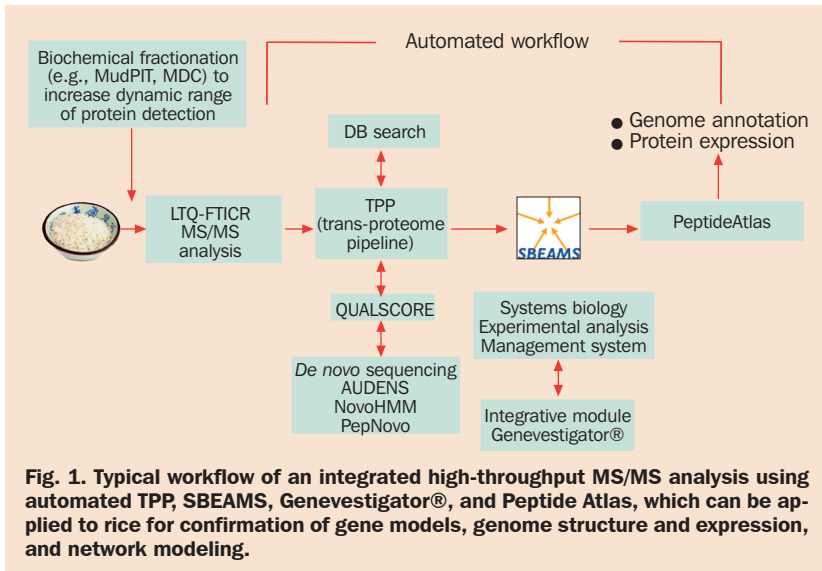 Automated workflow
Biochemical fractionation
(e.g., MudPIT, MDC) to
increase dynamic range
of protein detection
DB search
● Genome annotation
● Protein expression
LTQ-FTICR
MS/MS
analysis
TPP
(trans-proteome
pipeline)
SBEAMS
PeptideAtlas
QUALSCORE
Systems biology
Experimental analysis
Management system
De novo sequencing
AUDENS
NovoHMM
PepNovo
Integrative module
Genevestigator®
Fig. 1. Typical workflow of an integrated high-throughput MS/MS analysis using
automated TPP, SBEAMS, Genevestigator®, and Peptide Atlas, which can be ap-
plied to rice for confirmation of gene models, genome structure and expression,
and network modeling.